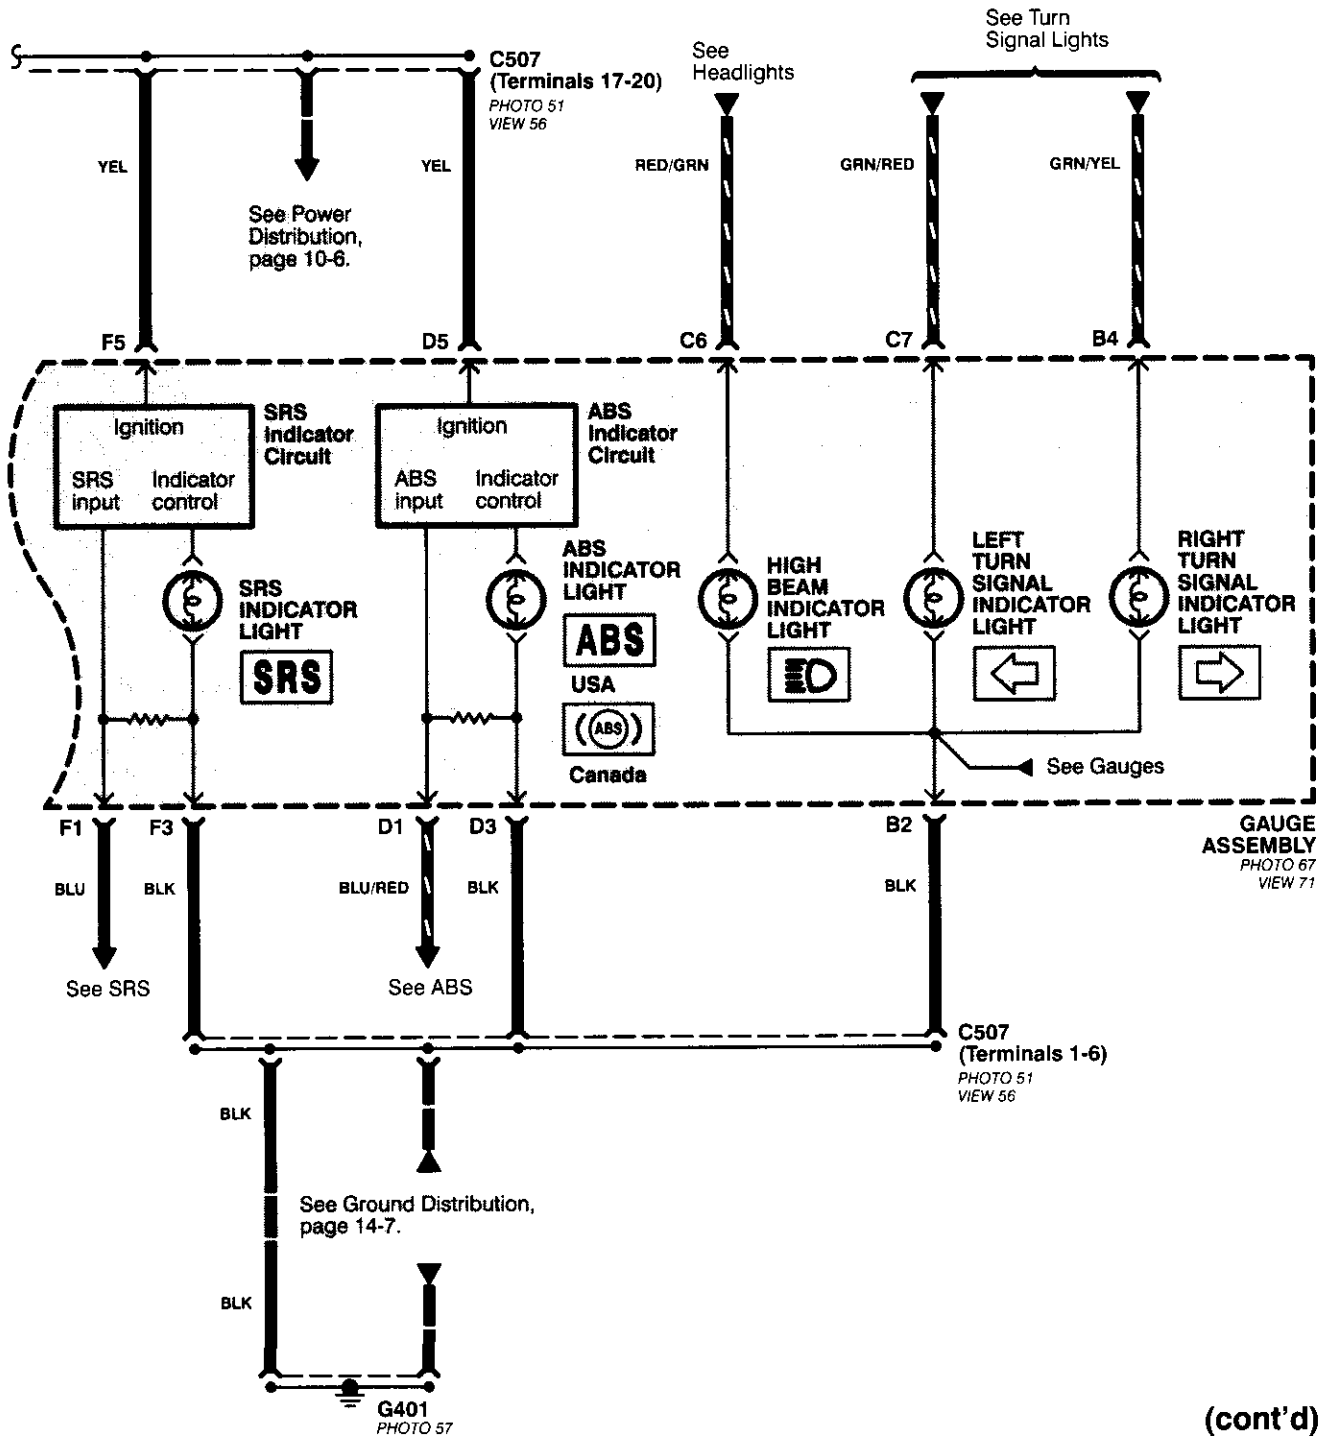 See Turn
Signal Lights
See
Headlights
C507
(Terminals 17-20)
PHOTO 51
VIEW 56
YEL
YEL
RED/GRN
GRN/RED
GRN/YEL
See Power
Distribution,
page 10-6.
F5
D5
C6
C7
B4
Ignition
SRS
input
Indicator
control
SRS
Indicator
Circuit
Ignition
ABS
input
Indicator
control
ABS
Indicator
Circuit
SRS
INDICATOR
LIGHT
SRS
ABS
INDICATOR
LIGHT
ABS
USA
(ABS)
Canada
HIGH
BEAM
INDICATOR
LIGHT
LEFT
TURN
SIGNAL
INDICATOR
LIGHT
RIGHT
TURN
SIGNAL
INDICATOR
LIGHT
See Gauges
F1
F3
D1
D3
B2
GAUGE
ASSEMBLY
PHOTO 67
VIEW 71
BLU
BLK
BLU/RED
BLK
BLK
See SRS
See ABS
C507
(Terminals 1-6)
PHOTO 51
VIEW 56
BLK
See Ground Distribution,
page 14-7.
BLK
G401
PHOTO 57
(cont'd)